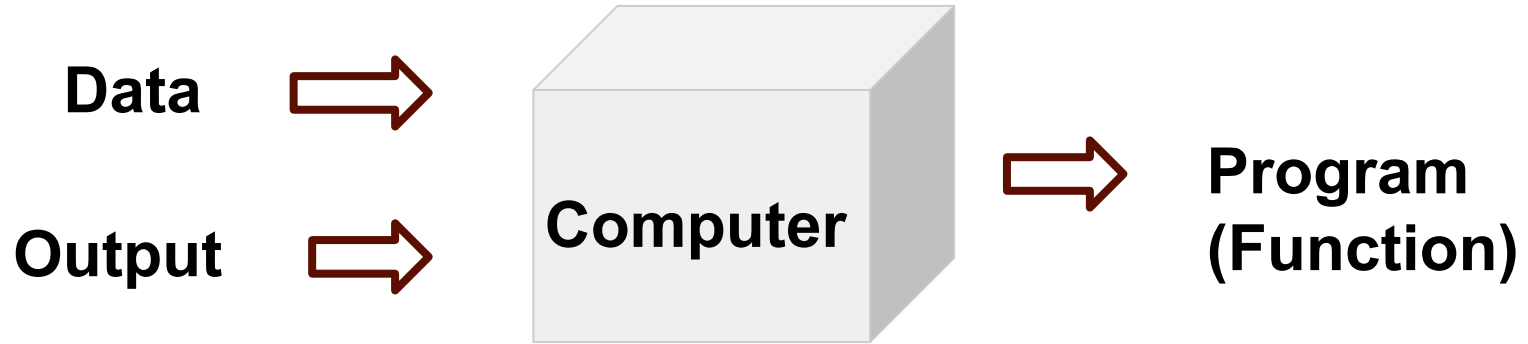 Data
Output
Computer
Program
(Function)